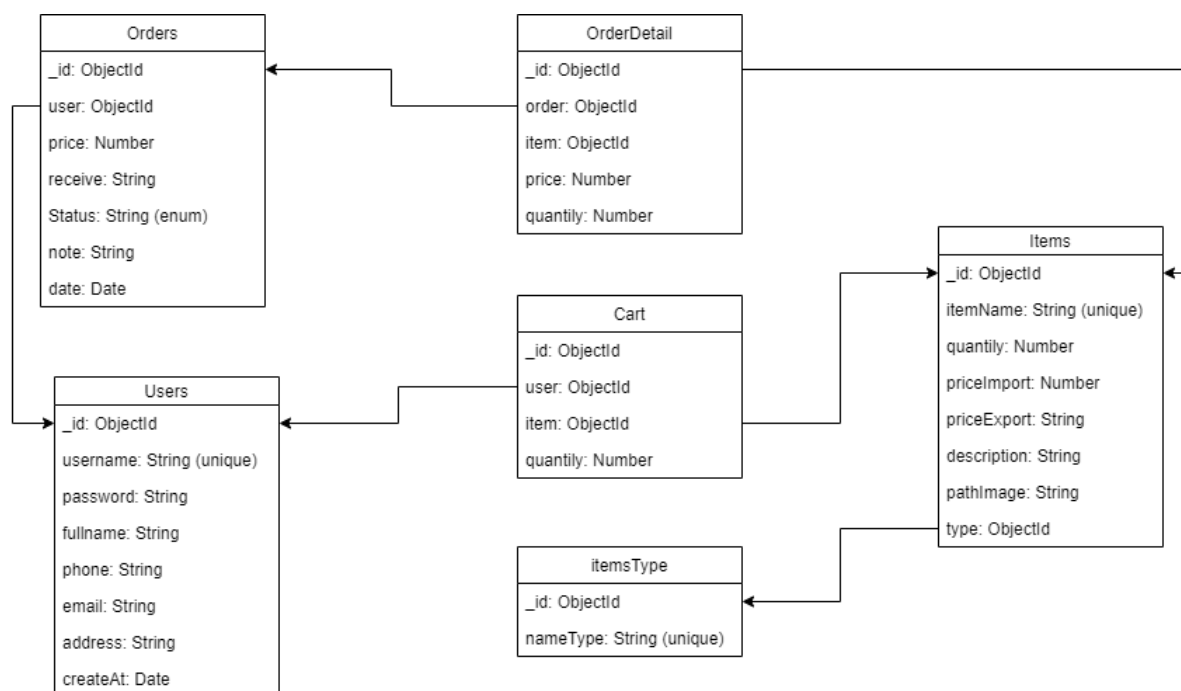 Orders
_id: ObjectId
user: ObjectId
price: Number
receive: String
Status: String (enum)
note: String
date: Date
OrderDetail
_id: ObjectId
order: ObjectId
item: ObjectId
price: Number
quantily: Number
Users
_id: ObjectId
username: String (unique)
password: String
fullname: String
phone: String
email: String
address: String
createAt: Date
Cart
_id: ObjectId
user: ObjectId
item: ObjectId
quantily: Number
itemsType
_id: ObjectId
nameType: String (unique)
Items
_id: ObjectId
itemName: String (unique)
quantily: Number
priceImport: Number
priceExport: String
description: String
pathImage: String
type: ObjectId